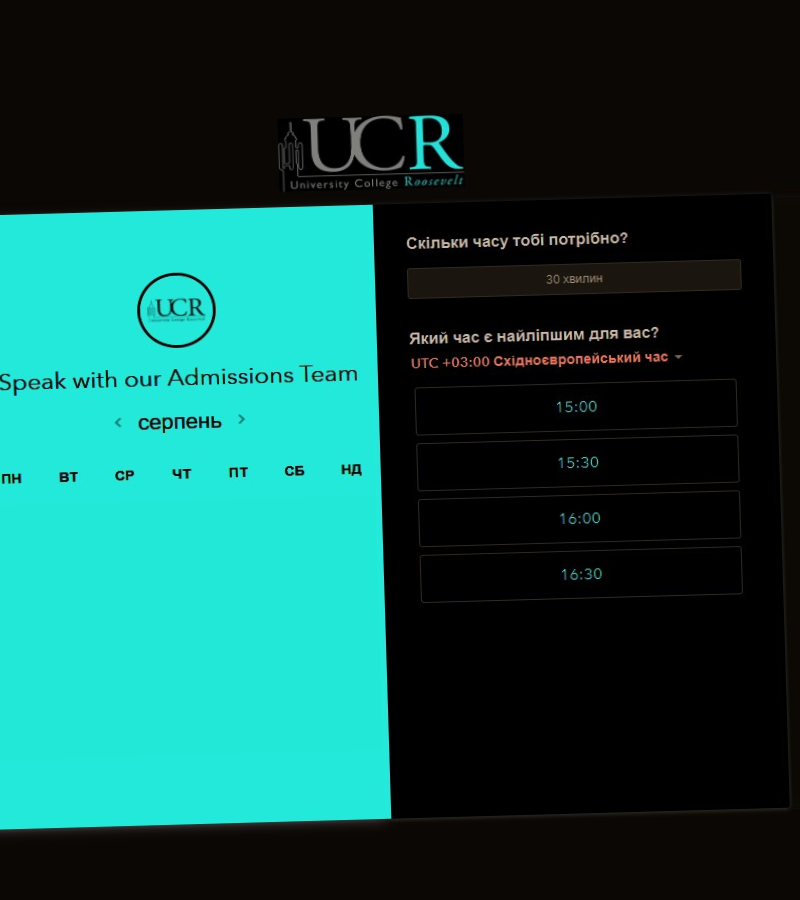 UCR
University College Roosevelt
UCR
University College Roosevelt
Speak with our Admissions Team
серпень
ПН ВТ СР ЧТ ПТ СБ НД
Скільки часу тобі потрібно?
30 хвилин
Який час є найліпшим для вас?
UTC +03:00 Східноєвропейський час
15:00
15:30
16:00
16:30